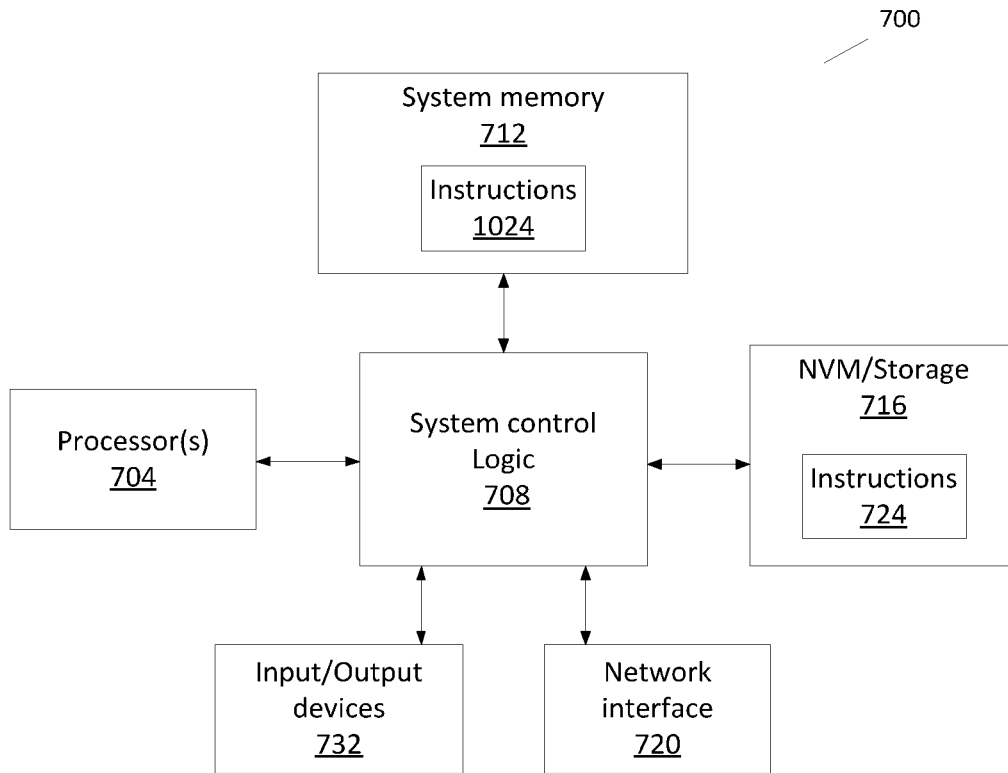 700
System memory
712
Instructions
1024
NVM/Storage
716
Instructions
724
Processor(s)
704
System control
Logic
708
Input/Output
devices
732
Network
interface
720